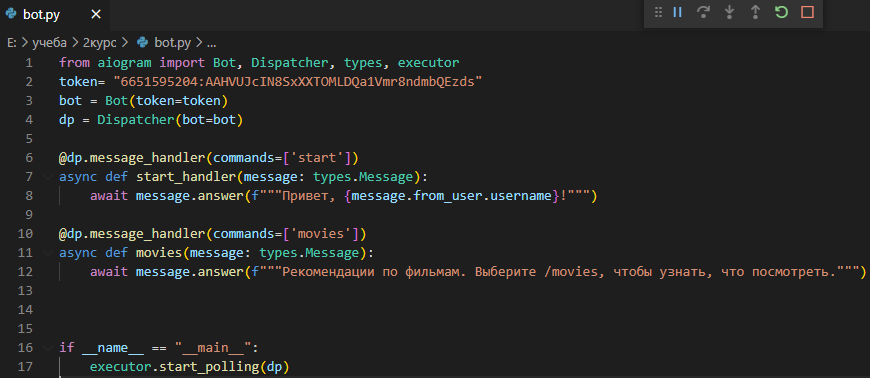 bot.py
E: > учеба > 2курс > bot.py > ...
1 from aiogram import Bot, Dispatcher, types, executor
2 token= "6651595204:AAHVUJcIN8SxXXTOMLDQa1Vmr8ndmbQEzds"
3 bot = Bot(token=token)
4 dp = Dispatcher(bot=bot)
5
6 @dp.message_handler(commands=['start'])
7 async def start_handler(message: types.Message):
8 await message.answer(f"""Привет, {message.from_user.username}!""")
9
10 @dp.message_handler(commands=['movies'])
11 async def movies(message: types.Message):
12 await message.answer(f"""Рекомендации по фильмам. Выберите /movies, чтобы узнать, что посмотреть.""")
13
14
15
16 if __name__ == "__main__":
17 executor.start_polling(dp)